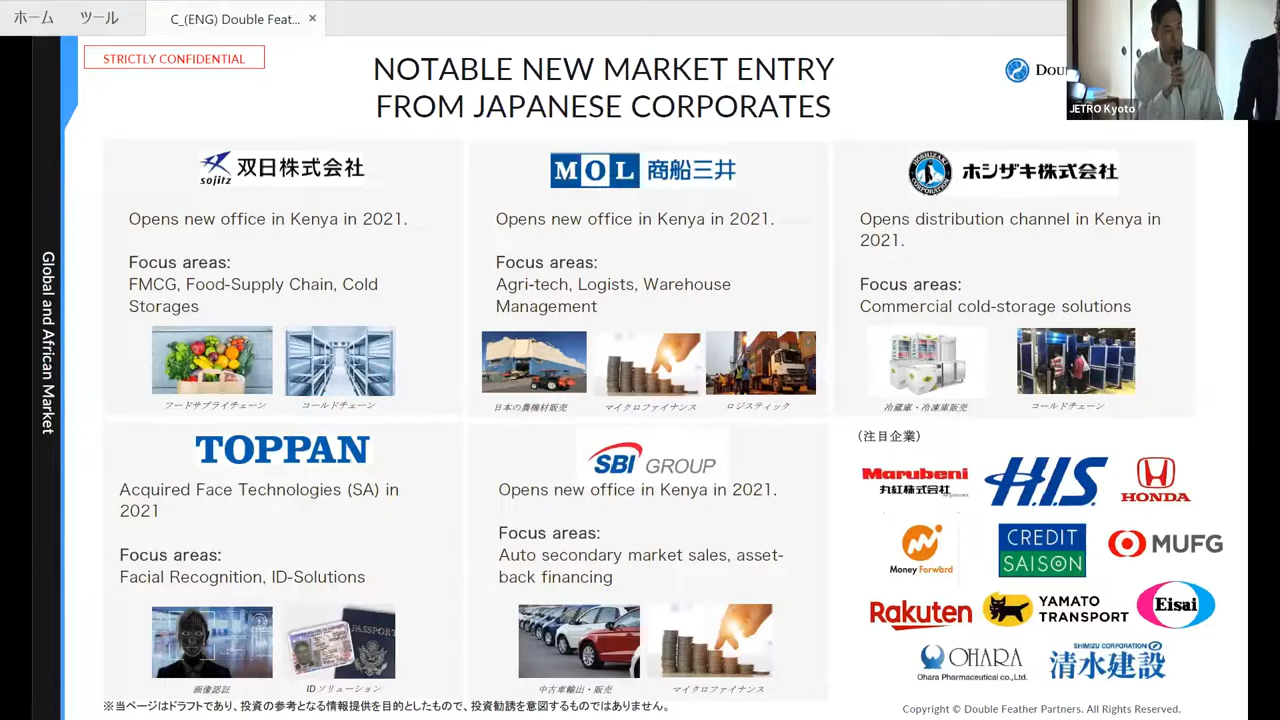 ホーム ツール C_(ENG) Double Feat... ×
STRICTLY CONFIDENTIAL
NOTABLE NEW MARKET ENTRY
FROM JAPANESE CORPORATES
JETRO Kyoto
Global and African Market
sojitz 双日株式会社
Opens new office in Kenya in 2021.
Focus areas:
FMCG, Food-Supply Chain, Cold
Storages
フードサプライチェーン コールドチェーン
MOL 商船三井
Opens new office in Kenya in 2021.
Focus areas:
Agri-tech, Logists, Warehouse
Management
日本の農機材販売 マイクロファイナンス ロジスティック
HOSHIZAKI CORPORATION ホシザキ株式会社
Opens distribution channel in Kenya in
2021.
Focus areas:
Commercial cold-storage solutions
冷蔵庫・冷凍庫販売 コールドチェーン
TOPPAN
Acquired Face Technologies (SA) in
2021
Focus areas:
Facial Recognition, ID-Solutions
PASSPORT
画像認証 IDソリューション
SBI GROUP
Opens new office in Kenya in 2021.
Focus areas:
Auto secondary market sales, asset-
back financing
中古車輸出・販売 マイクロファイナンス
（注目企業）
Marubeni
丸紅株式会社
H.I.S.
HONDA
Money Forward
CREDIT
SAISON
MUFG
Rakuten
YAMATO
TRANSPORT
Eisai
OHARA
Ohara Pharmaceutical co.,Ltd.
SHIMIZU CORPORATION
清水建設
※当ページはドラフトであり、投資の参考となる情報提供を目的としたもので、投資勧誘を意図するものではありません。
Copyright © Double Feather Partners. All Rights Reserved.